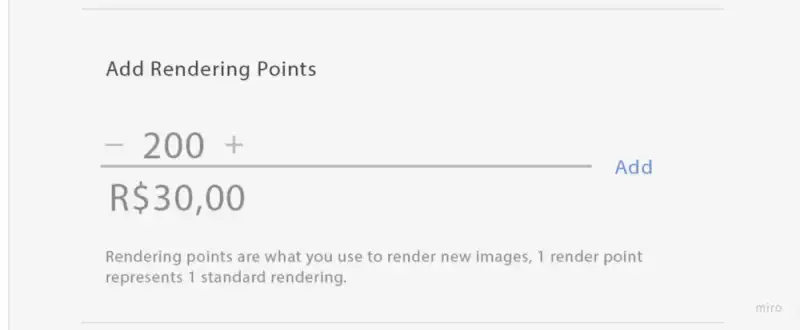 Add Rendering Points
− 200 +
Add
R$30,00
Rendering points are what you use to render new images, 1 render point
represents 1 standard rendering.
miro